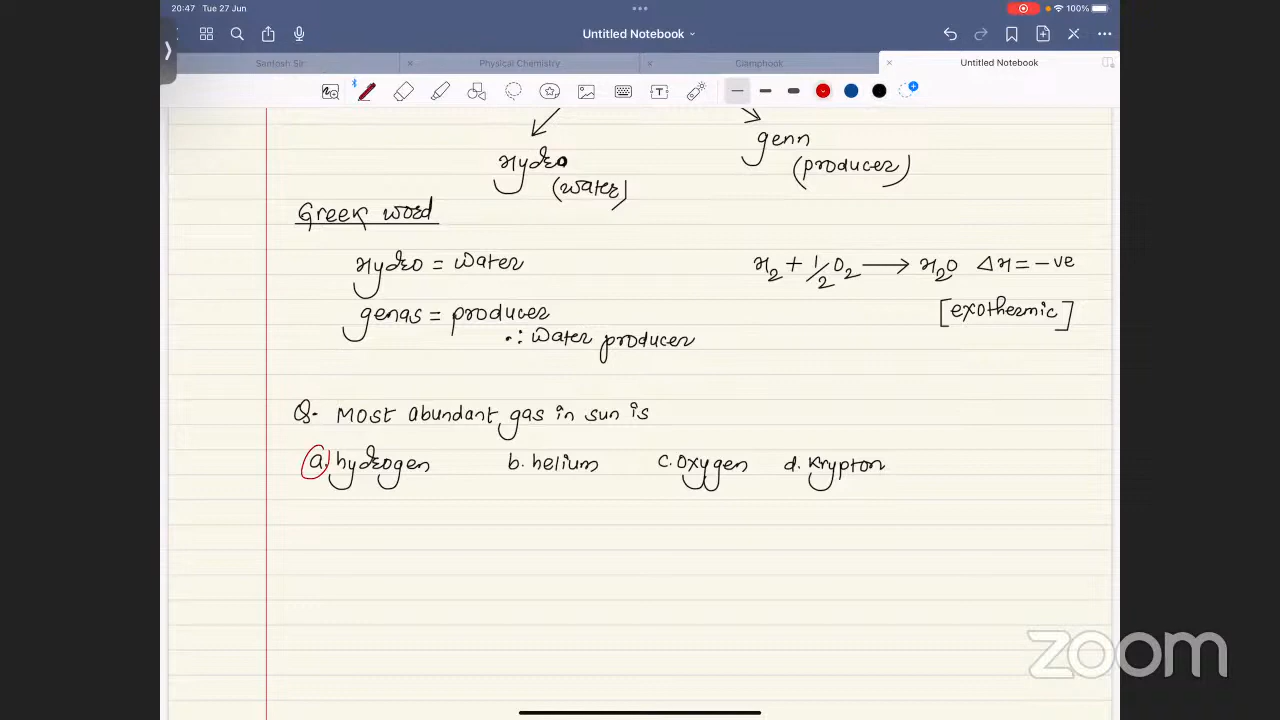 20:47 Tue 27 Jun
100%
Untitled Notebook
Santosh Sir
Physical Chemistry
Clamphook
Untitled Notebook
Hydro genn
(water) (producer)
Greek word
Hydro = water H2 + 1/2 O2 → H2O ΔH = -ve
genas = producer [exothermic]
∴ water producer
Q. Most abundant gas in sun is
a. hydrogen b. helium c. oxygen d. Krypton
zoom